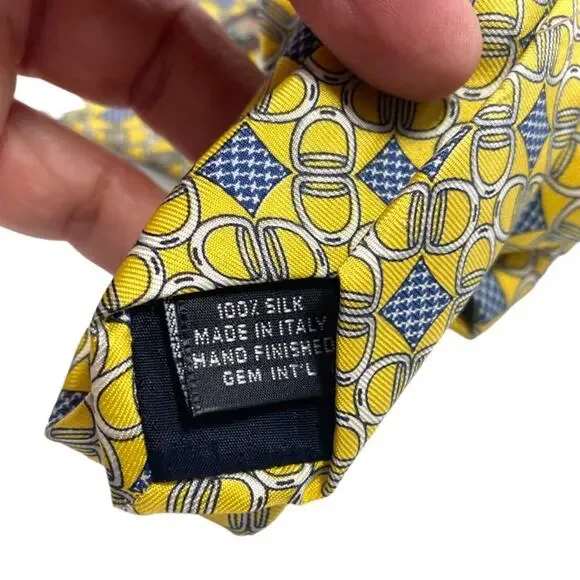 100% SILK
MADE IN ITALY
HAND FINISHED
GEM INT'L